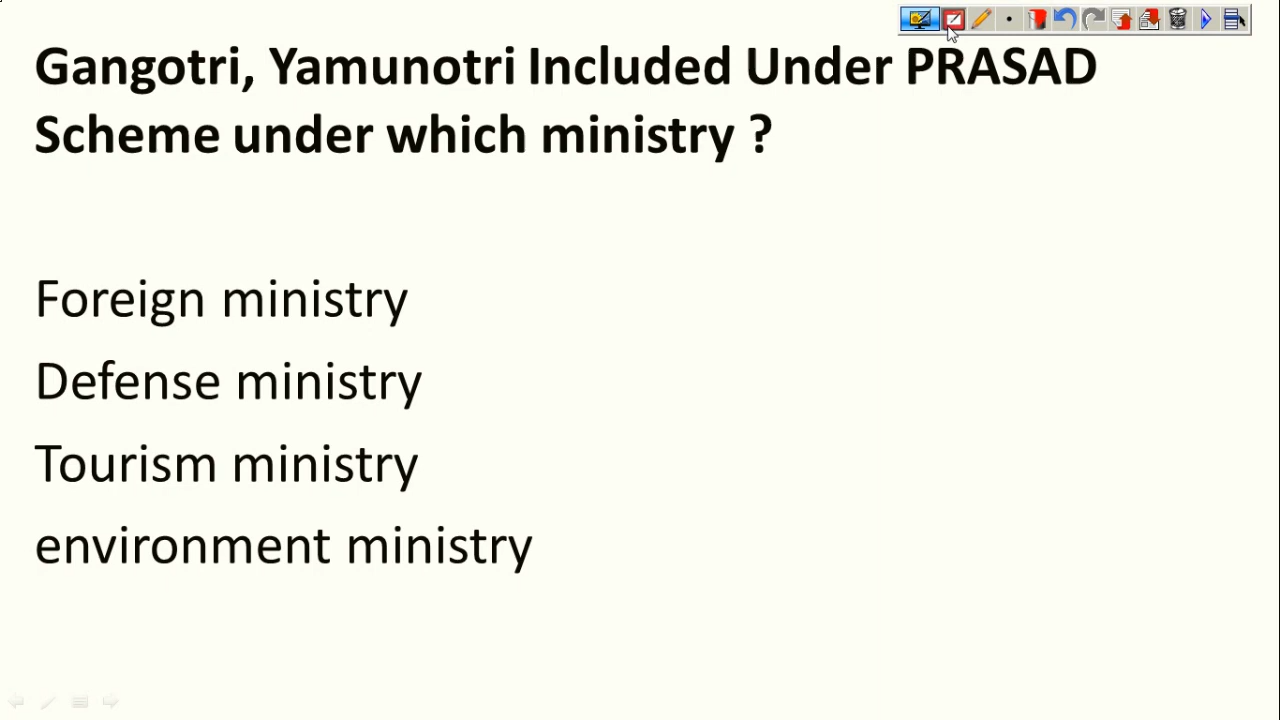 Gangotri, Yamunotri Included Under PRASAD
Scheme under which ministry ?
Foreign ministry
Defense ministry
Tourism ministry
environment ministry